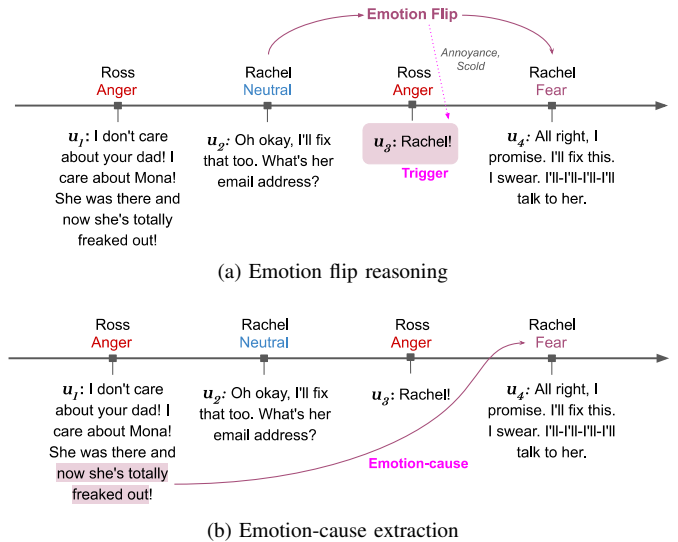 Emotion Flip
Annoyance,
Scold
Ross
Anger
Rachel
Neutral
Ross
Anger
Rachel
Fear
u1: I don't care
about your dad! I
care about Mona!
She was there and
now she's totally
freaked out!
u2: Oh okay, I'll fix
that too. What's her
email address?
u3: Rachel!
Trigger
u4: All right, I
promise. I'll fix this.
I swear. I'll-I'll-I'll-I'll
talk to her.
(a) Emotion flip reasoning
Ross
Anger
Rachel
Neutral
Ross
Anger
Rachel
Fear
u1: I don't care
about your dad! I
care about Mona!
She was there and
now she's totally
freaked out!
u2: Oh okay, I'll fix
that too. What's her
email address?
u3: Rachel!
u4: All right, I
promise. I'll fix this.
I swear. I'll-I'll-I'll-I'll
talk to her.
Emotion-cause
(b) Emotion-cause extraction